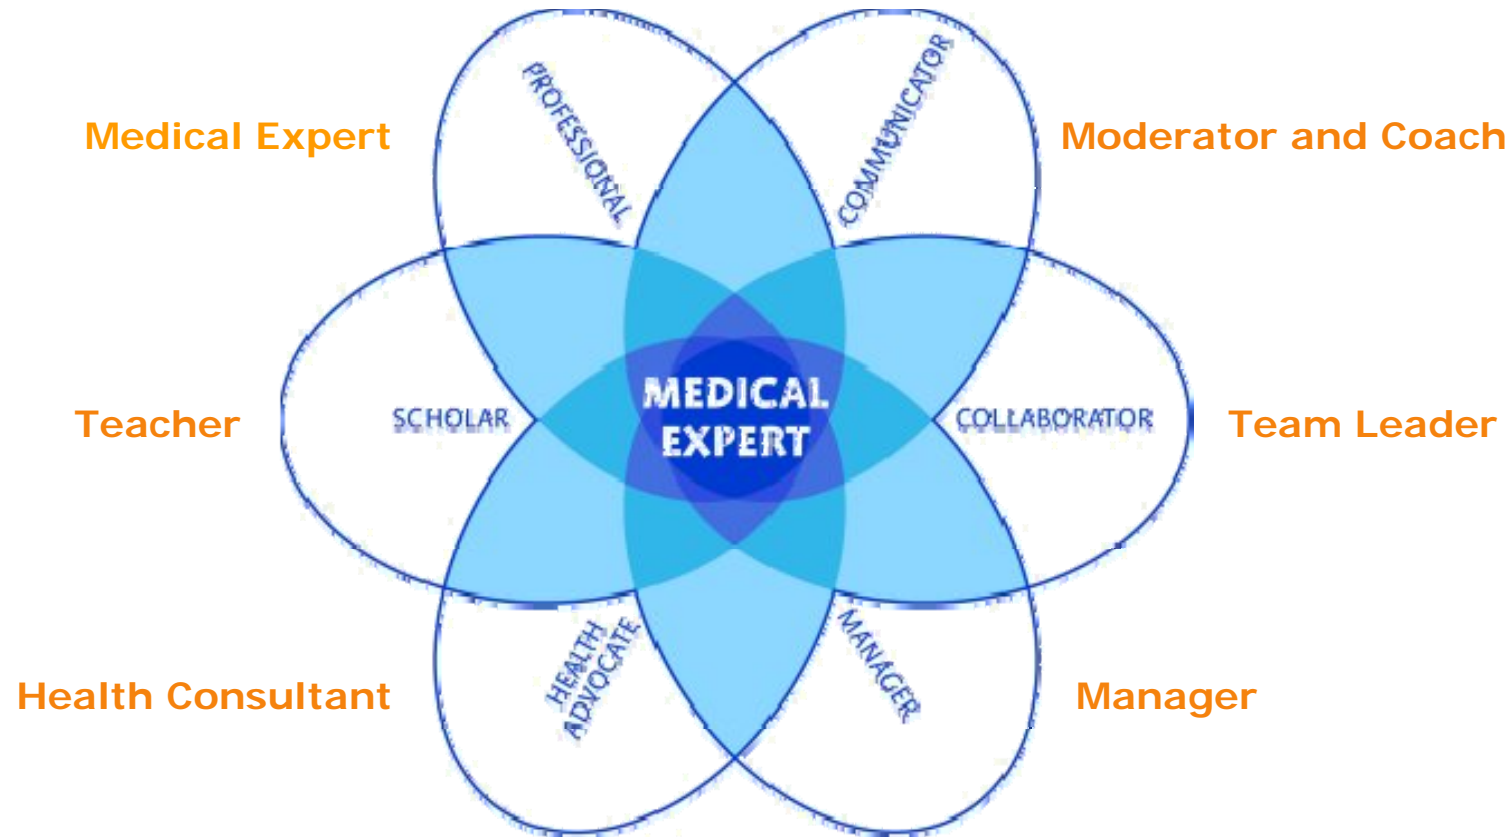 PROFESSIONAL
COMMUNICATOR
Medical Expert
Moderator and Coach
MEDICAL
EXPERT
Teacher
SCHOLAR
COLLABORATOR
Team Leader
HEALTH
ADVOCATE
MANAGER
Health Consultant
Manager